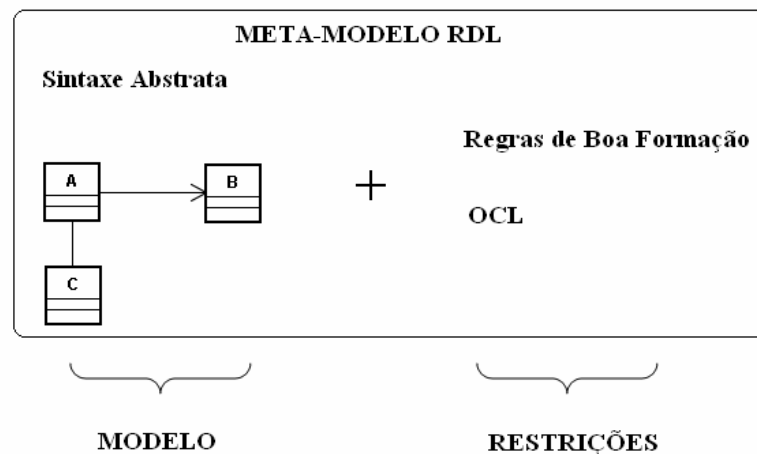 META-MODELO RDL
Sintaxe Abstrata
Regras de Boa Formação
A
B
+
OCL
C
MODELO
RESTRIÇÕES